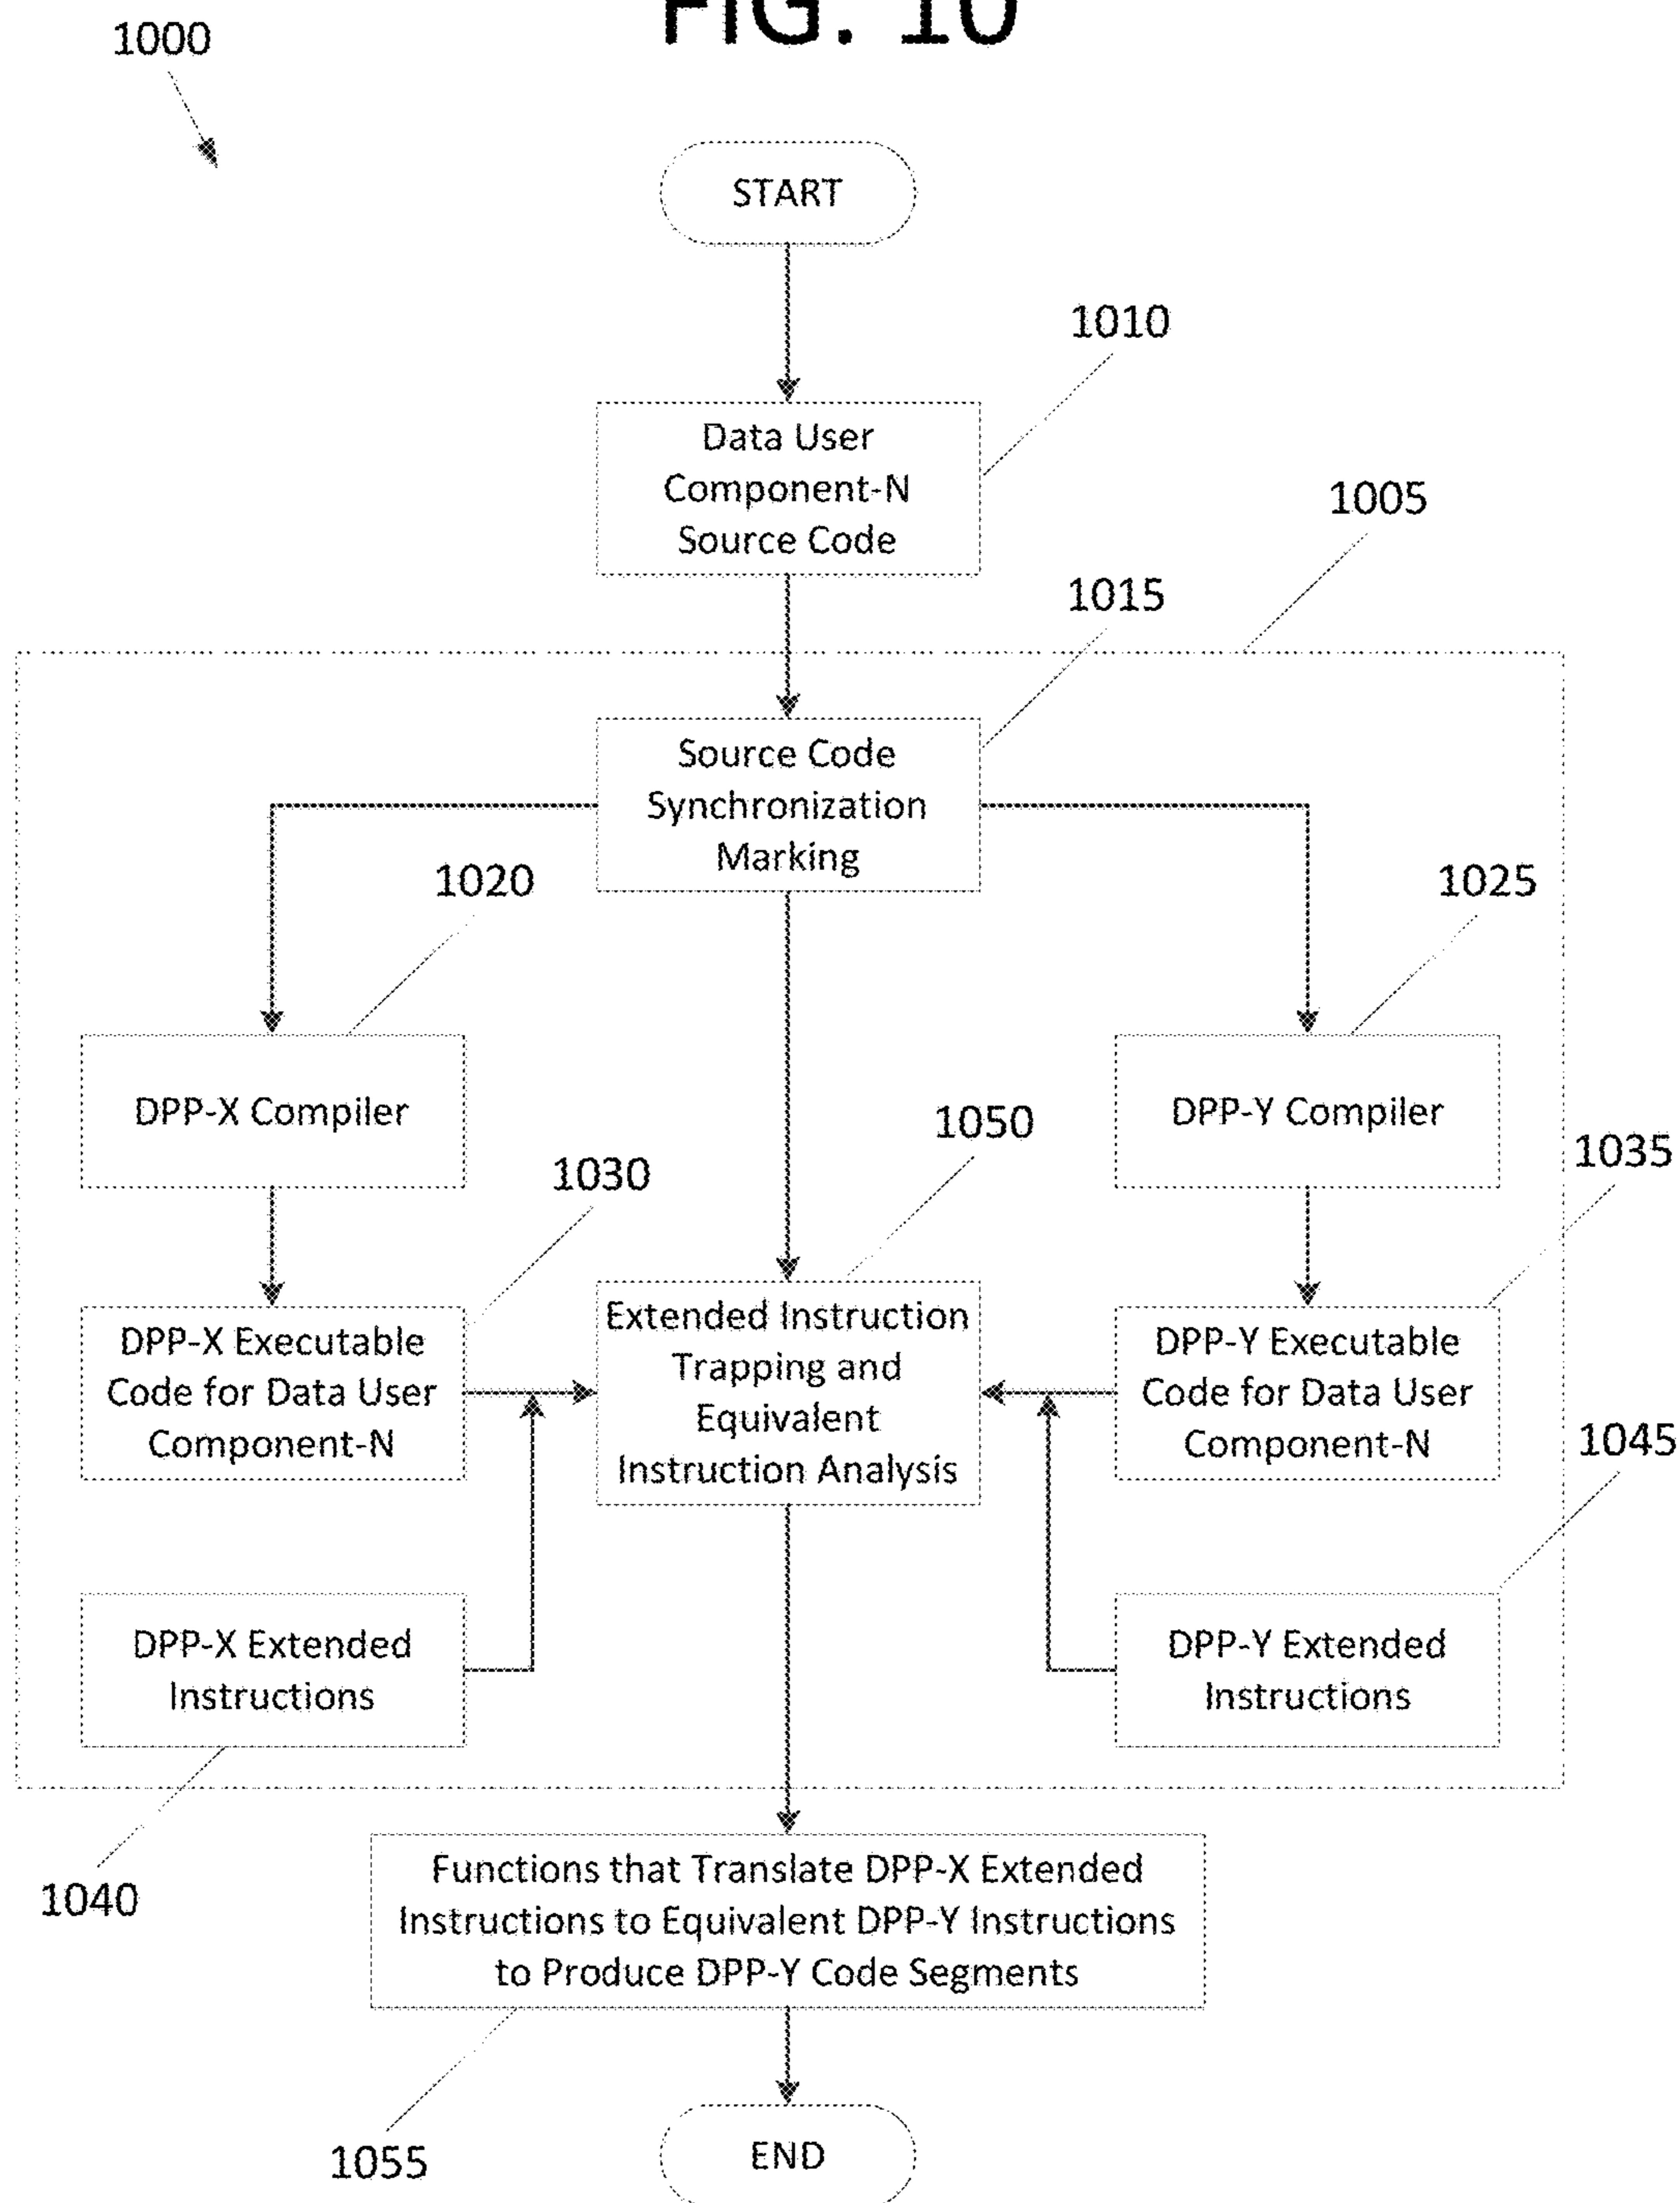 FIG. 10
1000
START
1010
Data User
Component-N
Source Code
1005
1015
Source Code
Synchronization
Marking
1020
1025
DPP-X Compiler
DPP-Y Compiler
1050
1030
1035
DPP-X Executable
Code for Data User
Component-N
Extended Instruction
Trapping and
Equivalent
Instruction Analysis
DPP-Y Executable
Code for Data User
Component-N
1045
DPP-X Extended
Instructions
DPP-Y Extended
Instructions
1040
Functions that Translate DPP-X Extended
Instructions to Equivalent DPP-Y Instructions
to Produce DPP-Y Code Segments
1055
END